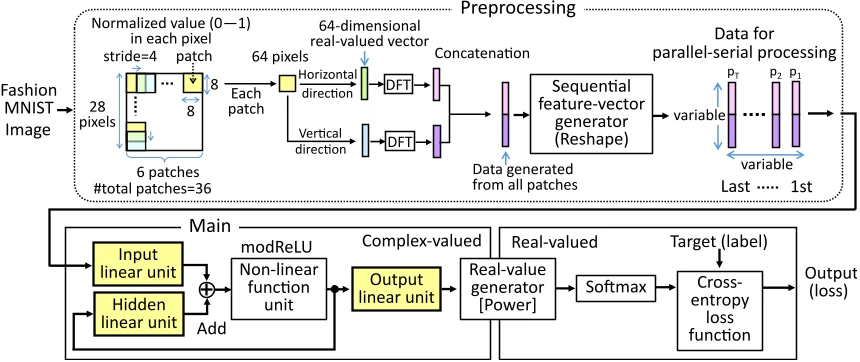 Preprocessing
Normalized value (0—1)
in each pixel
stride=4
patch
8
8
28
pixels
6 patches
#total patches=36
Fashion
MNIST
Image
Each
patch
64 pixels
64-dimensional
real-valued vector
Horizontal
direction
DFT
Vertical
direction
DFT
Concatenation
Data generated
from all patches
Sequential
feature-vector
generator
(Reshape)
Data for
parallel-serial processing
pT
p2
p1
variable
variable
Last ····· 1st
Main
Input
linear unit
Hidden
linear unit
Add
modReLU
Non-linear
function
unit
Complex-valued
Output
linear unit
Real-valued
Real-value
generator
[Power]
Softmax
Target (label)
Cross-
entropy
loss
function
Output
(loss)